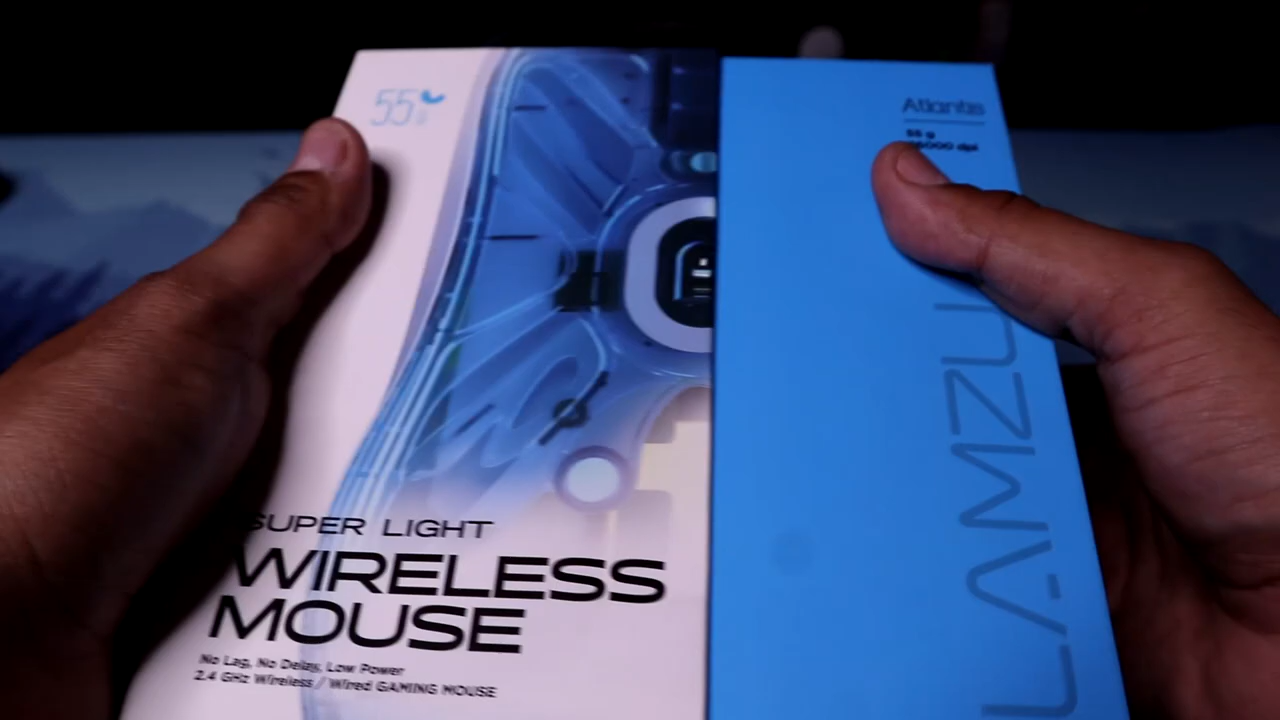 55
SUPER LIGHT
WIRELESS
MOUSE
No Lag, No Delay, Low Power
2.4 GHz Wireless / Wired GAMING MOUSE
Atlantis
55 g
dpi
LAMZU